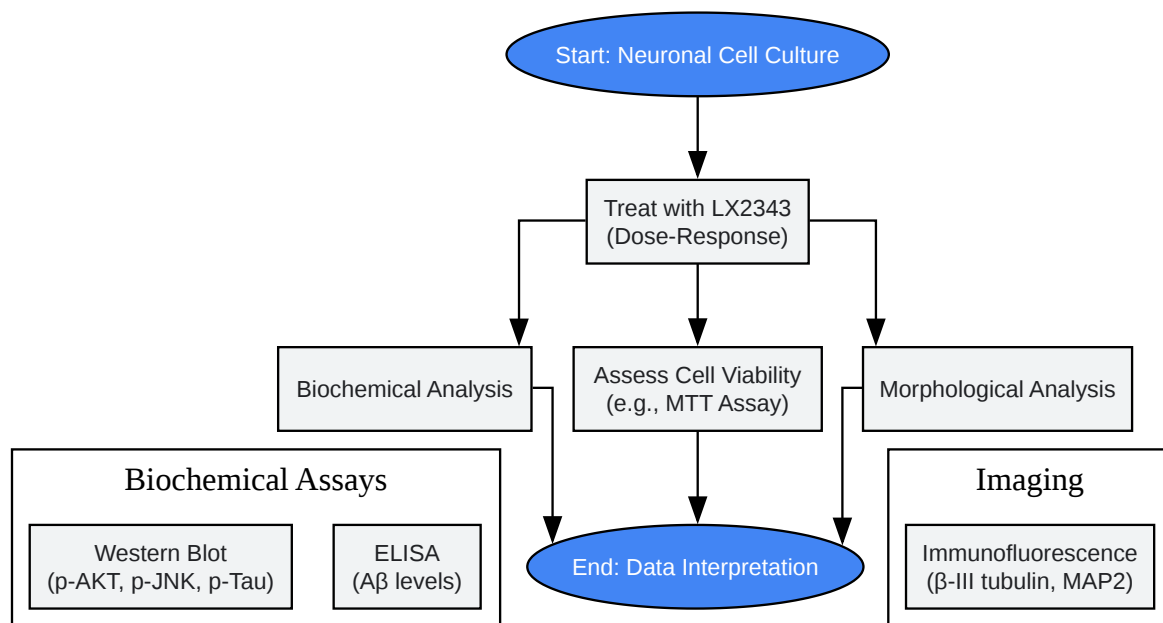 Start: Neuronal Cell Culture
Treat with LX2343
(Dose-Response)
Biochemical Analysis
Assess Cell Viability
(e.g., MTT Assay)
Morphological Analysis
Biochemical Assays
Western Blot
(p-AKT, p-JNK, p-Tau)
ELISA
(Aβ levels)
End: Data Interpretation
Imaging
Immunofluorescence
(β-III tubulin, MAP2)